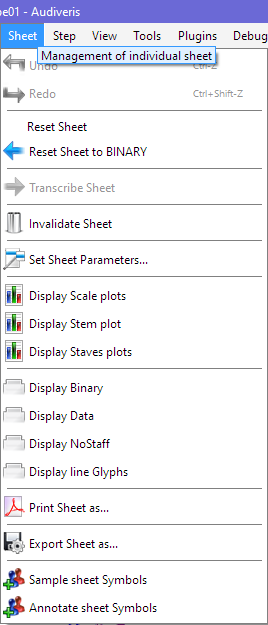 be01 - Audiveris
Sheet Step View Tools Plugins Debug
Management of individual sheet
Undo Ctrl-Z
Redo Ctrl+Shift-Z
Reset Sheet
Reset Sheet to BINARY
Transcribe Sheet
Invalidate Sheet
Set Sheet Parameters...
Display Scale plots
Display Stem plot
Display Staves plots
Display Binary
Display Data
Display NoStaff
Display line Glyphs
Print Sheet as...
Export Sheet as...
Sample sheet Symbols
Annotate sheet Symbols